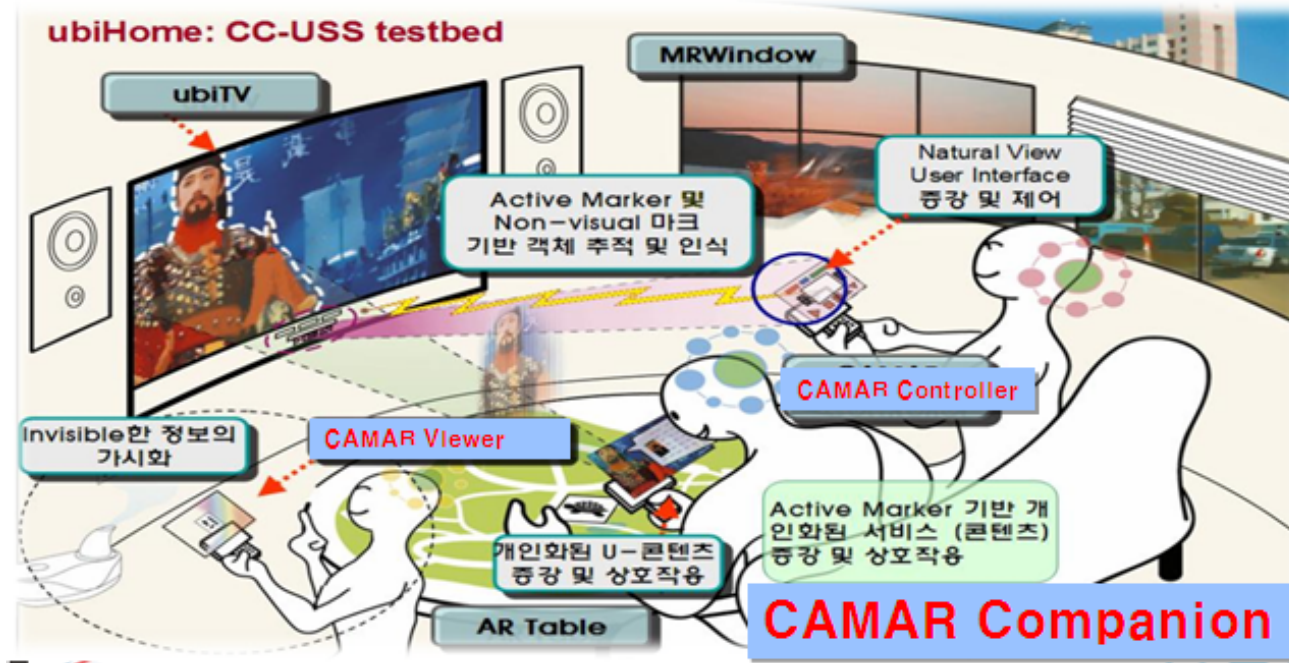 ubiHome: CC-USS testbed
MRWindow
ubiTV
Natural View
User Interface
증강 및 제어
Active Marker 및
Non-visual 마크
기반 객체 추적 및 인식
CAMAR Controller
Invisible한 정보의
가시화
CAMAR Viewer
Active Marker 기반 개
인화된 서비스 (콘텐츠)
증강 및 상호작용
개인화된 U-콘텐츠
증강 및 상호작용
AR Table
CAMAR Companion